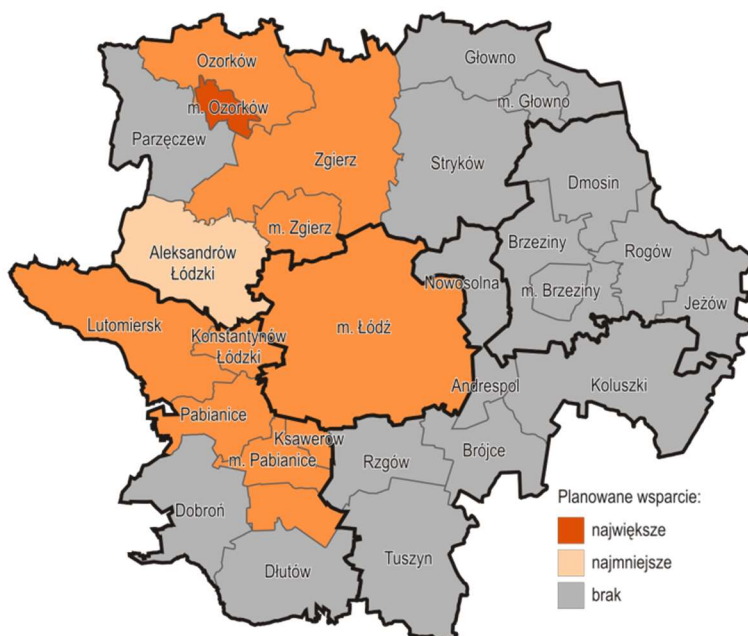 Ozorków
Głowno
m. Ozorków
m. Głowno
Parzęczew
Zgierz
Stryków
Dmosin
m. Zgierz
Aleksandrów
Łódzki
Brzeziny
Rogów
Nowosolna
m. Brzeziny
Jeżów
Lutomiersk
Konstantynów
Łódzki
m. Łódź
Andrespol
Koluszki
Pabianice
Ksawerów
m. Pabianice
Rzgów
Brójce
Dobroń
Dłutów
Tuszyn
Planowane wsparcie:
największe
najmniejsze
brak